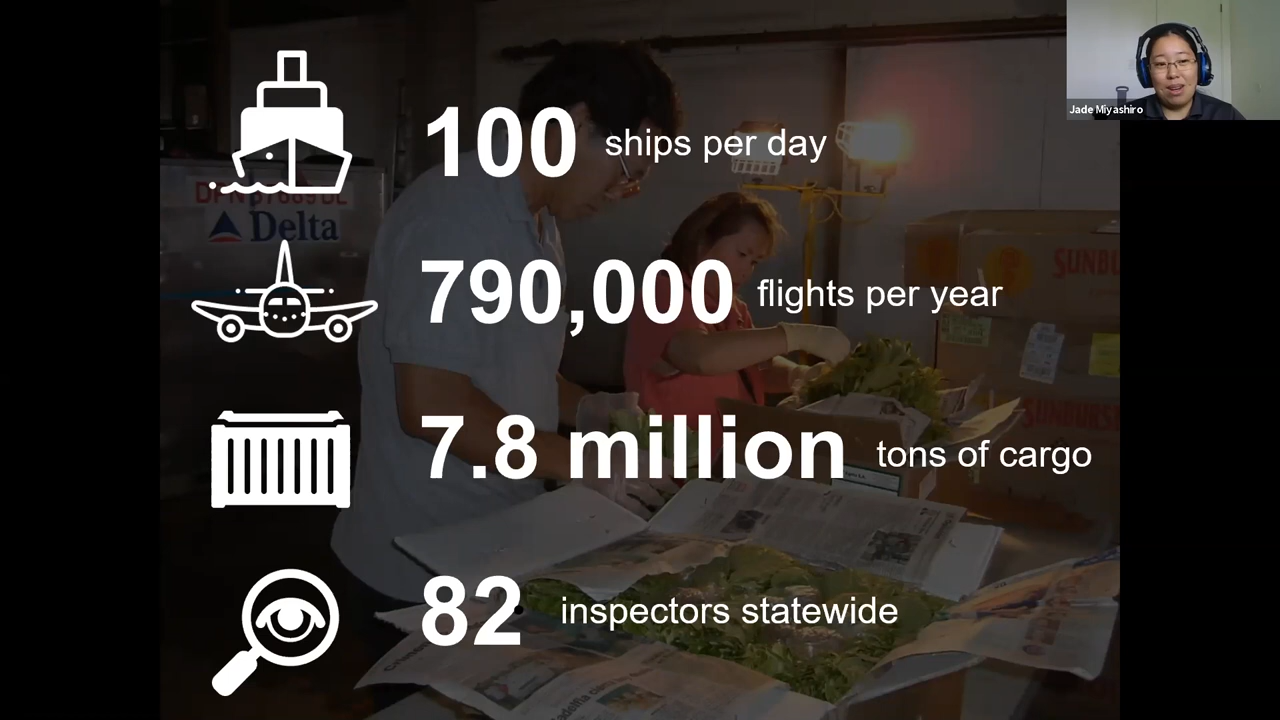 Jade Miyashiro
100 ships per day
Delta
790,000 flights per year
7.8 million tons of cargo
82 inspectors statewide